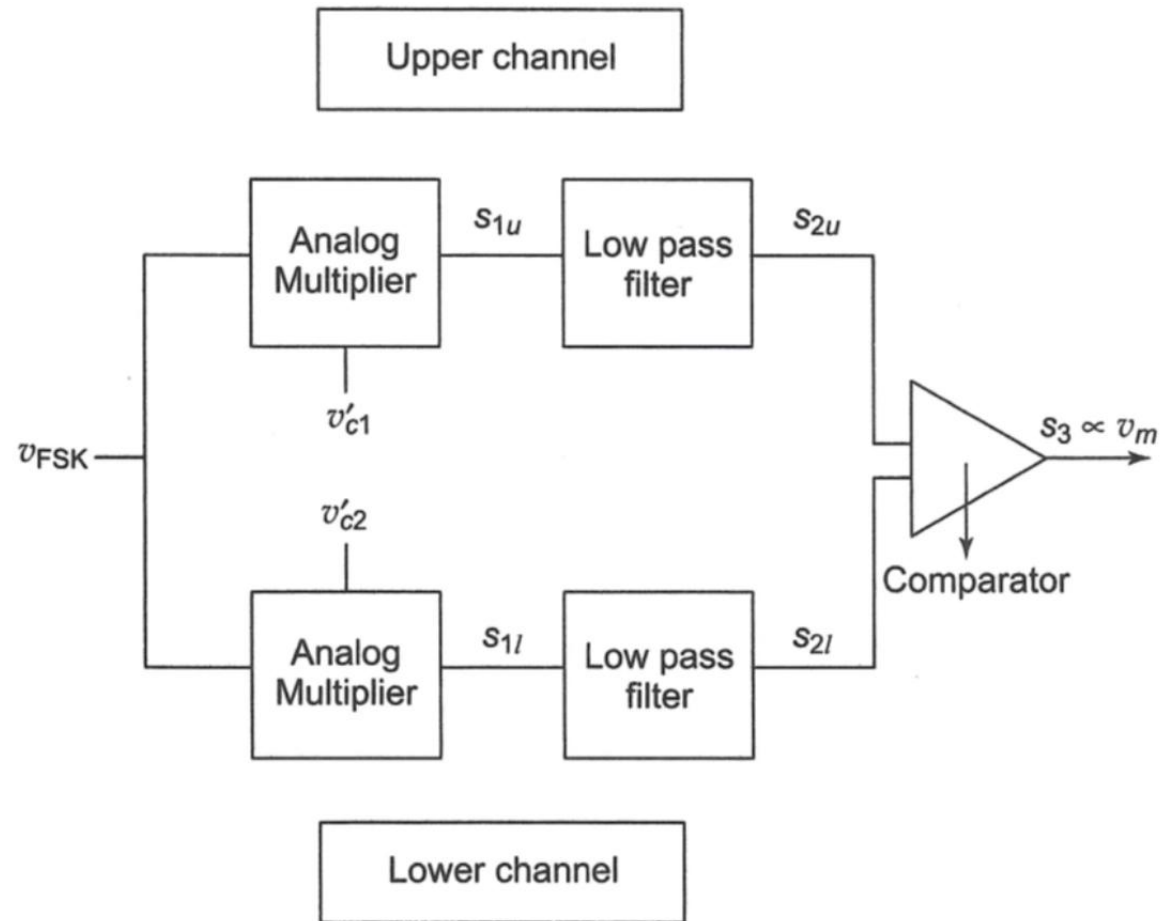 Upper channel
Analog
Multiplier
s1u
Low pass
filter
s2u
v′c1
vFSK
s3 ∝ vm
v′c2
Comparator
Analog
Multiplier
s1l
Low pass
filter
s2l
Lower channel